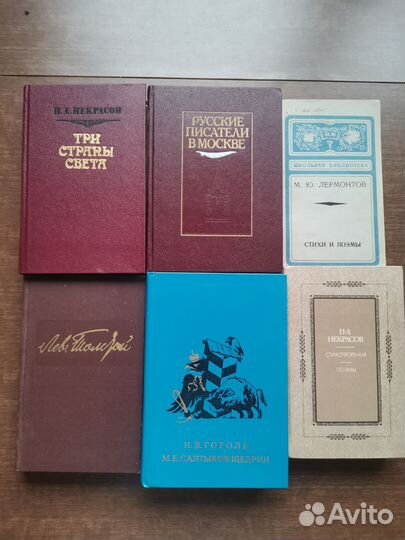 Н. А. НЕКРАСОВ
ТРИ
СТРАНЫ
СВЕТА
РУССКИЕ
ПИСАТЕЛИ
В МОСКВЕ
ШКОЛЬНАЯ БИБЛИОТЕКА
М. Ю. ЛЕРМОНТОВ
СТИХИ И ПОЭМЫ
Лев Толстой
Н. В. ГОГОЛЬ
М. Е. САЛТЫКОВ-ЩЕДРИН
Н·А
НЕКРАСОВ
СТИХОТВОРЕНИЯ
ПОЭМЫ
Avito